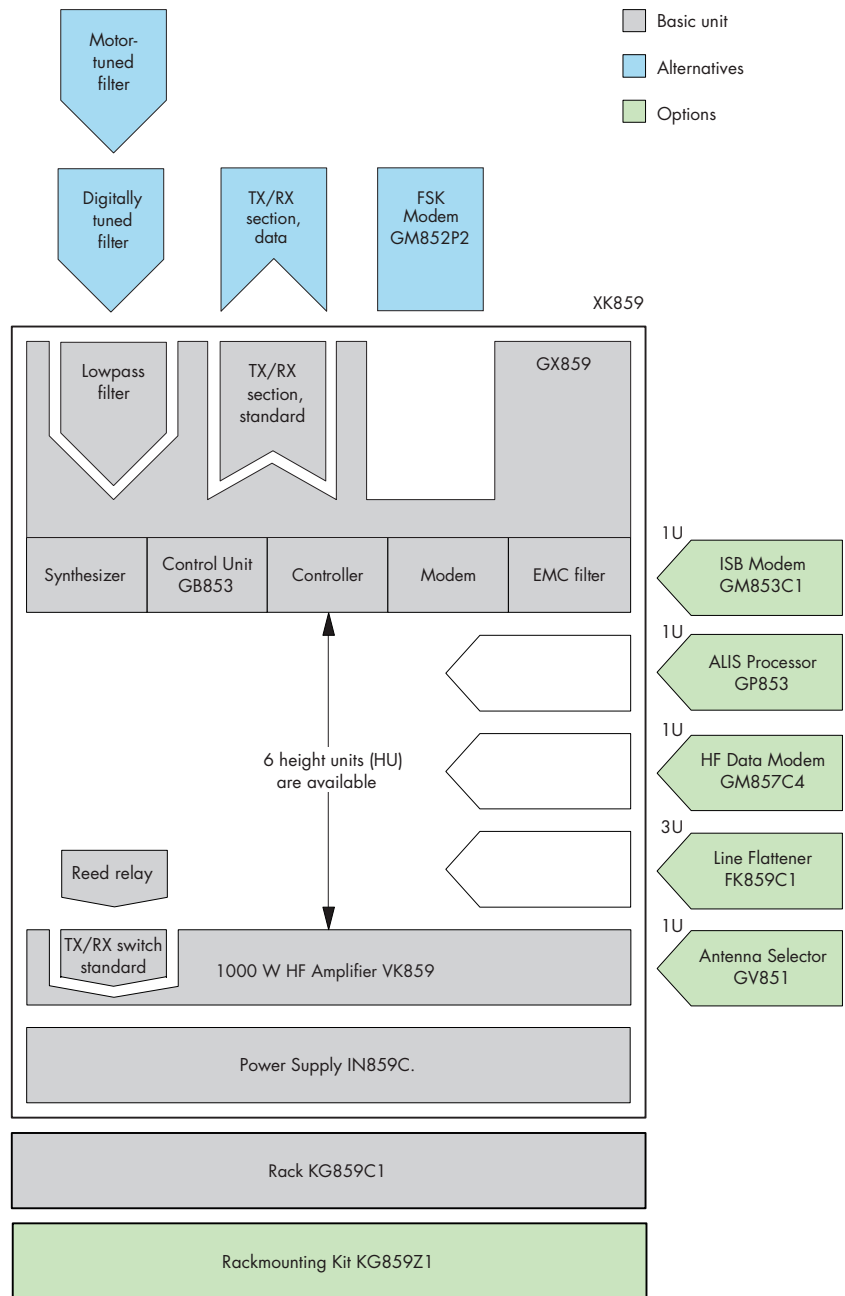 Motor-
tuned
filter
Basic unit
Alternatives
Options
Digitally
tuned
filter
TX/RX
section,
data
FSK
Modem
GM852P2
XK859
Lowpass
filter
TX/RX
section,
standard
GX859
Synthesizer
Control Unit
GB853
Controller
Modem
EMC filter
1U
ISB Modem
GM853C1
1U
ALIS Processor
GP853
6 height units (HU)
are available
1U
HF Data Modem
GM857C4
3U
Line Flattener
FK859C1
Reed relay
TX/RX switch
standard
1000 W HF Amplifier VK859
1U
Antenna Selector
GV851
Power Supply IN859C.
Rack KG859C1
Rackmounting Kit KG859Z1